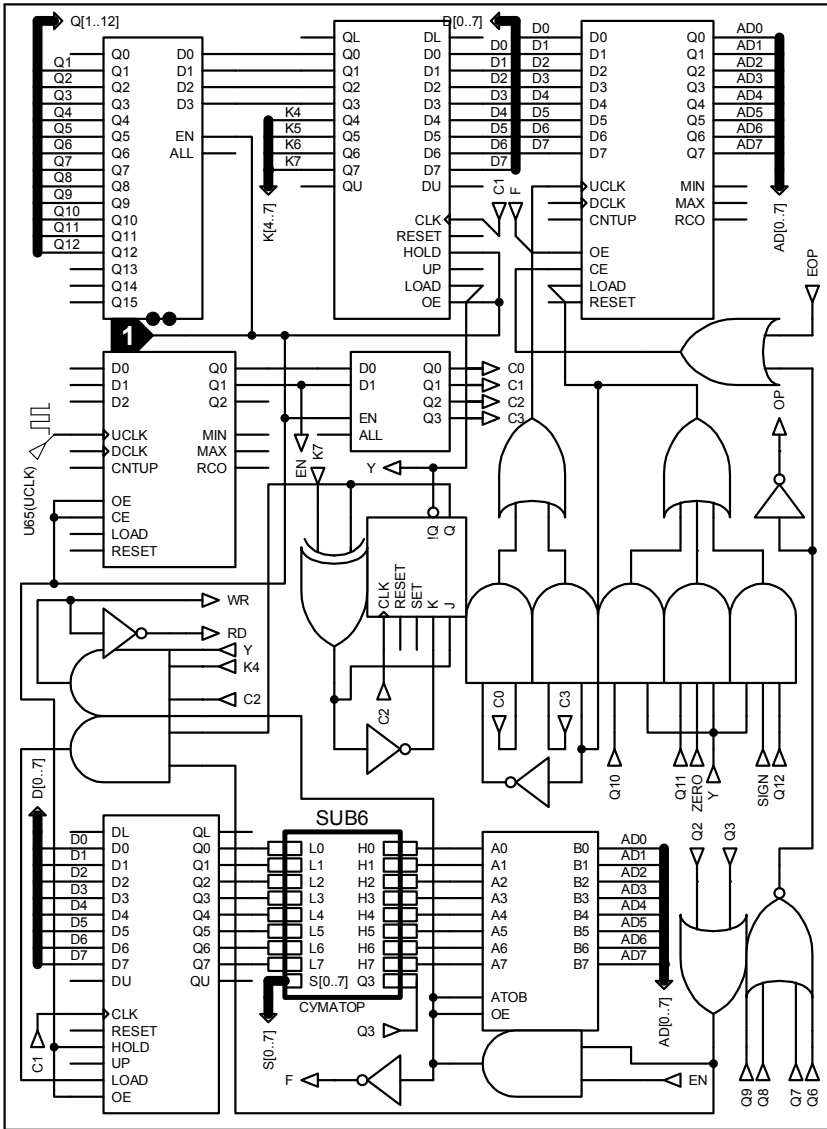 Q[1..12]
D[0..7]
Q1
Q2
Q3
Q4
Q5
Q6
Q7
Q8
Q9
Q10
Q11
Q12
Q0
Q1
Q2
Q3
Q4
Q5
Q6
Q7
Q8
Q9
Q10
Q11
Q12
Q13
Q14
Q15
D0
D1
D2
D3
EN
ALL
K4
K5
K6
K7
K[4..7]
QL
Q0
Q1
Q2
Q3
Q4
Q5
Q6
Q7
QU
DL
D0
D1
D2
D3
D4
D5
D6
D7
DU
CLK
RESET
HOLD
UP
LOAD
OE
D0
D1
D2
D3
D4
D5
D6
D7
C1
F
D0
D1
D2
D3
D4
D5
D6
D7
D0
D1
D2
D3
D4
D5
D6
D7
UCLK
DCLK
CNTUP
OE
CE
LOAD
RESET
Q0
Q1
Q2
Q3
Q4
Q5
Q6
Q7
MIN
MAX
RCO
AD0
AD1
AD2
AD3
AD4
AD5
AD6
AD7
AD[0..7]
EOP
1
D0
D1
D2
UCLK
DCLK
CNTUP
OE
CE
LOAD
RESET
Q0
Q1
Q2
MIN
MAX
RCO
U65(UCLK)
D0
D1
EN
ALL
Q0
Q1
Q2
Q3
C0
C1
C2
C3
EN
K7
Y
OP
!Q
Q
CLK
RESET
SET
K
J
WR
RD
Y
K4
C2
C2
C0
C3
Q10
Q11
ZERO
Y
SIGN
Q12
D[0..7]
D0
D1
D2
D3
D4
D5
D6
D7
DL
D0
D1
D2
D3
D4
D5
D6
D7
DU
CLK
RESET
HOLD
UP
LOAD
OE
QL
Q0
Q1
Q2
Q3
Q4
Q5
Q6
Q7
QU
C1
SUB6
L0
L1
L2
L3
L4
L5
L6
L7
S[0..7]
H0
H1
H2
H3
H4
H5
H6
H7
Q3
СУМАТОР
S[0..7]
Q3
F
A0
A1
A2
A3
A4
A5
A6
A7
ATOB
OE
B0
B1
B2
B3
B4
B5
B6
B7
AD0
AD1
AD2
AD3
AD4
AD5
AD6
AD7
AD[0..7]
EN
Q2
Q3
Q9
Q8
Q7
Q6